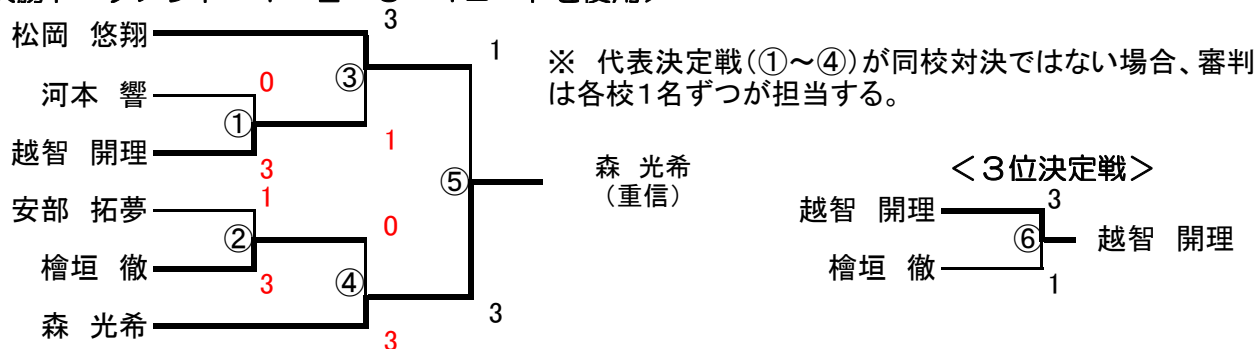 松岡 悠翔
3
1
※ 代表決定戦(①~④)が同校対決ではない場合、審判
は各校1名ずつが担当する。
河本 響
0
③
①
越智 開理
3
1
⑤
森 光希
(重信)
<3位決定戦>
安部 拓夢
1
0
越智 開理
3
②
⑥
越智 開理
檜垣 徹
3
④
檜垣 徹
1
森 光希
3
3